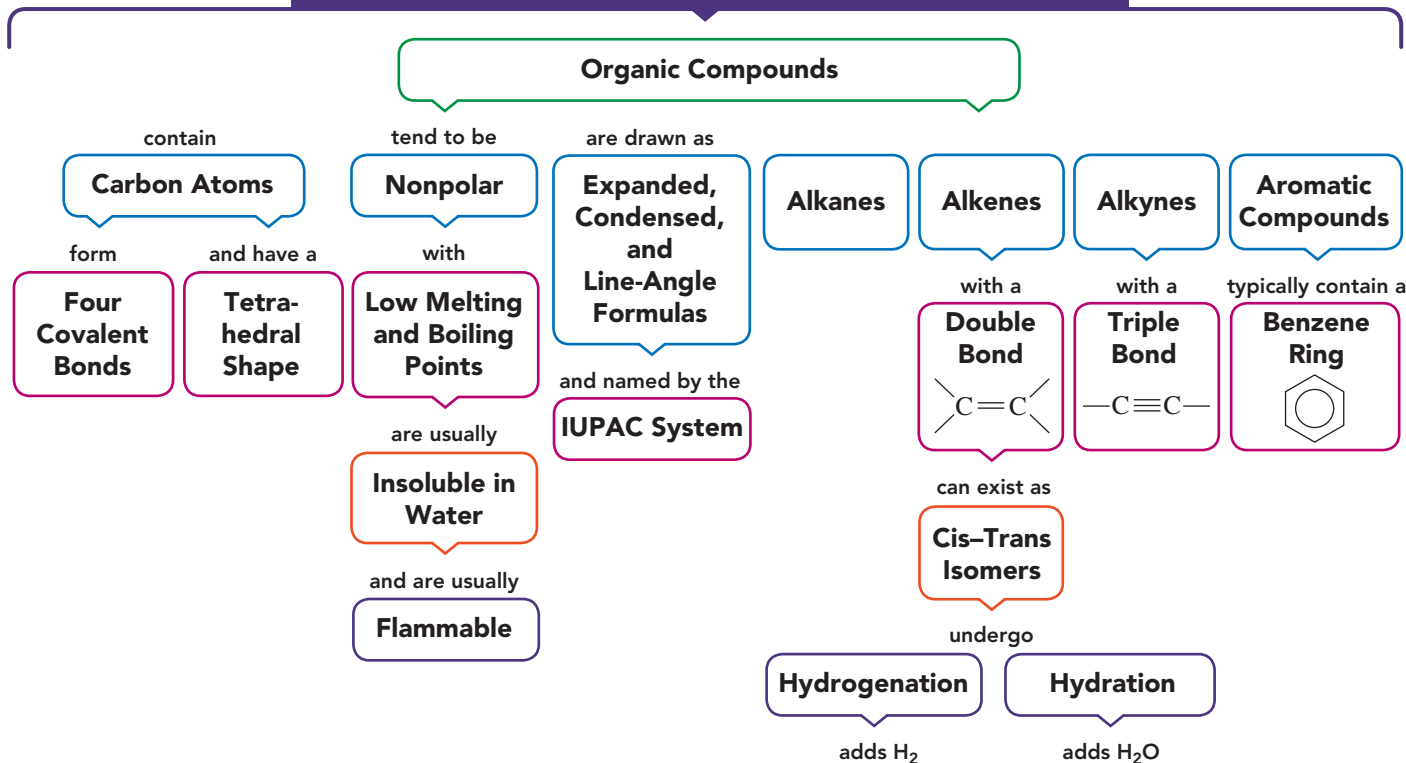 Organic Compounds
contain
Carbon Atoms
form
Four
Covalent
Bonds
and have a
Tetra-
hedral
Shape
tend to be
Nonpolar
with
Low Melting
and Boiling
Points
are usually
Insoluble in
Water
and are usually
Flammable
are drawn as
Expanded,
Condensed,
and
Line-Angle
Formulas
and named by the
IUPAC System
Alkanes
Alkenes
with a
Double
Bond
C=C
can exist as
Cis–Trans
Isomers
undergo
Hydrogenation
adds H₂
Hydration
adds H₂O
Alkynes
with a
Triple
Bond
—C≡C—
Aromatic
Compounds
typically contain a
Benzene
Ring